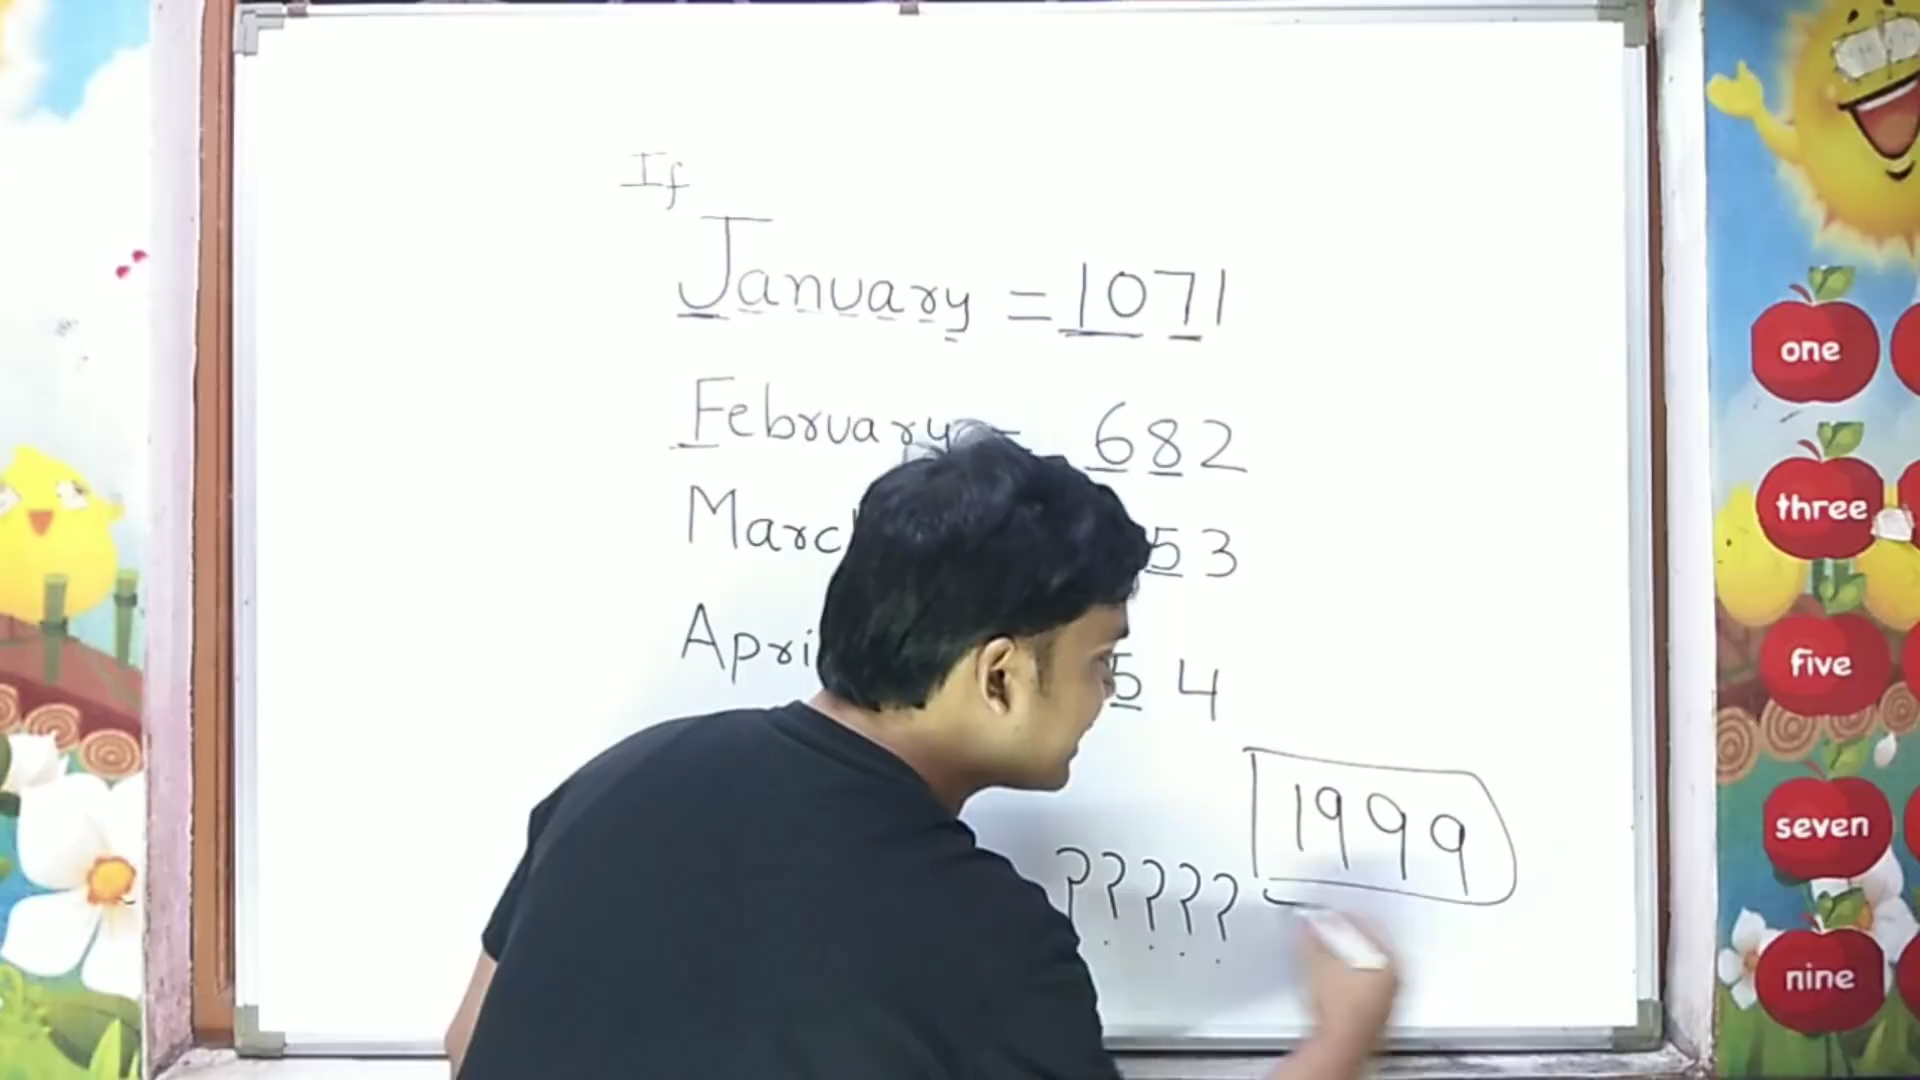 If
January = 1071
February = 682
Marc 53
Apri 54
????? 1999
one
three
five
seven
nine